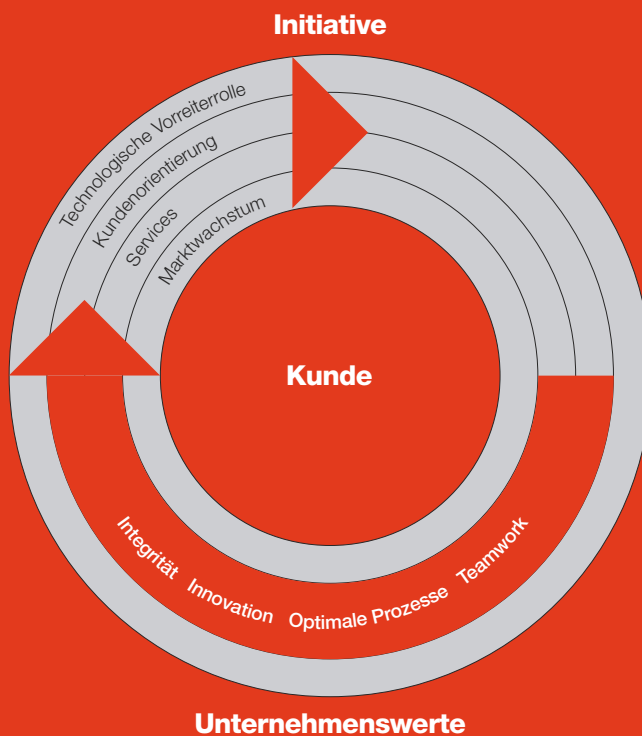 Initiative
Technologische Vorreiterrolle
Kundenorientierung
Services
Marktwachstum
Kunde
Integrität Innovation Optimale Prozesse Teamwork
Unternehmenswerte